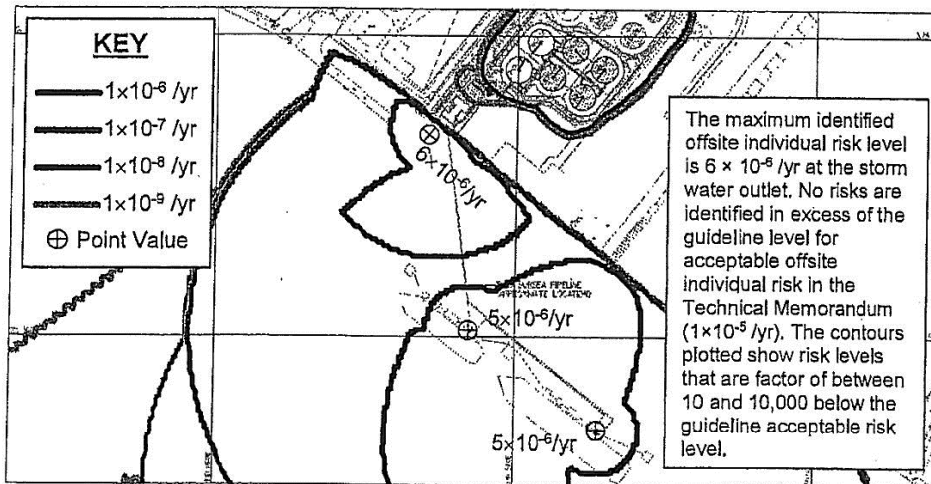 KEY
1×10⁻⁶ /yr
1×10⁻⁷ /yr
1×10⁻⁸ /yr
1×10⁻⁹ /yr
Point Value
6×10⁻⁶/yr
5×10⁻⁶/yr
5×10⁻⁶/yr
The maximum identified
offsite individual risk level
is 6 × 10⁻⁶ /yr at the storm
water outlet. No risks are
identified in excess of the
guideline level for
acceptable offsite
individual risk in the
Technical Memorandum
(1×10⁻⁵ /yr). The contours
plotted show risk levels
that are factor of between
10 and 10,000 below the
guideline acceptable risk
level.